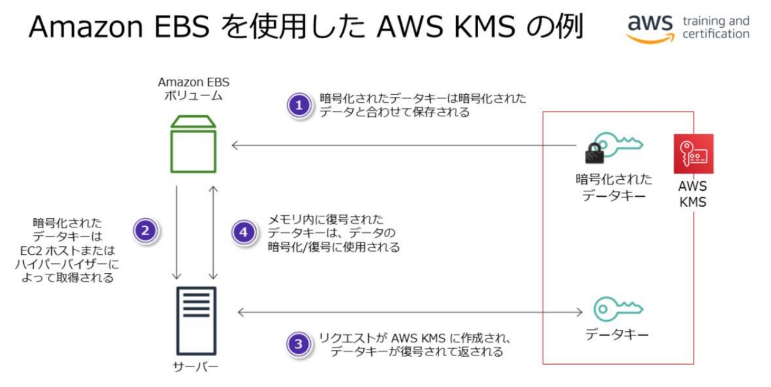 Amazon EBS を使用した AWS KMS の例
aws
training and
certification
Amazon EBS
ボリューム
1
暗号化されたデータキーは暗号化された
データと合わせて保存される
暗号化された
データキー
AWS
KMS
暗号化された
データキーは
EC2 ホストまたは
ハイパーバイザーに
よって取得される
2
4
メモリ内に復号された
データキーは、データの
暗号化/復号に使用される
サーバー
3
リクエストが AWS KMS に作成され、
データキーが復号されて返される
データキー